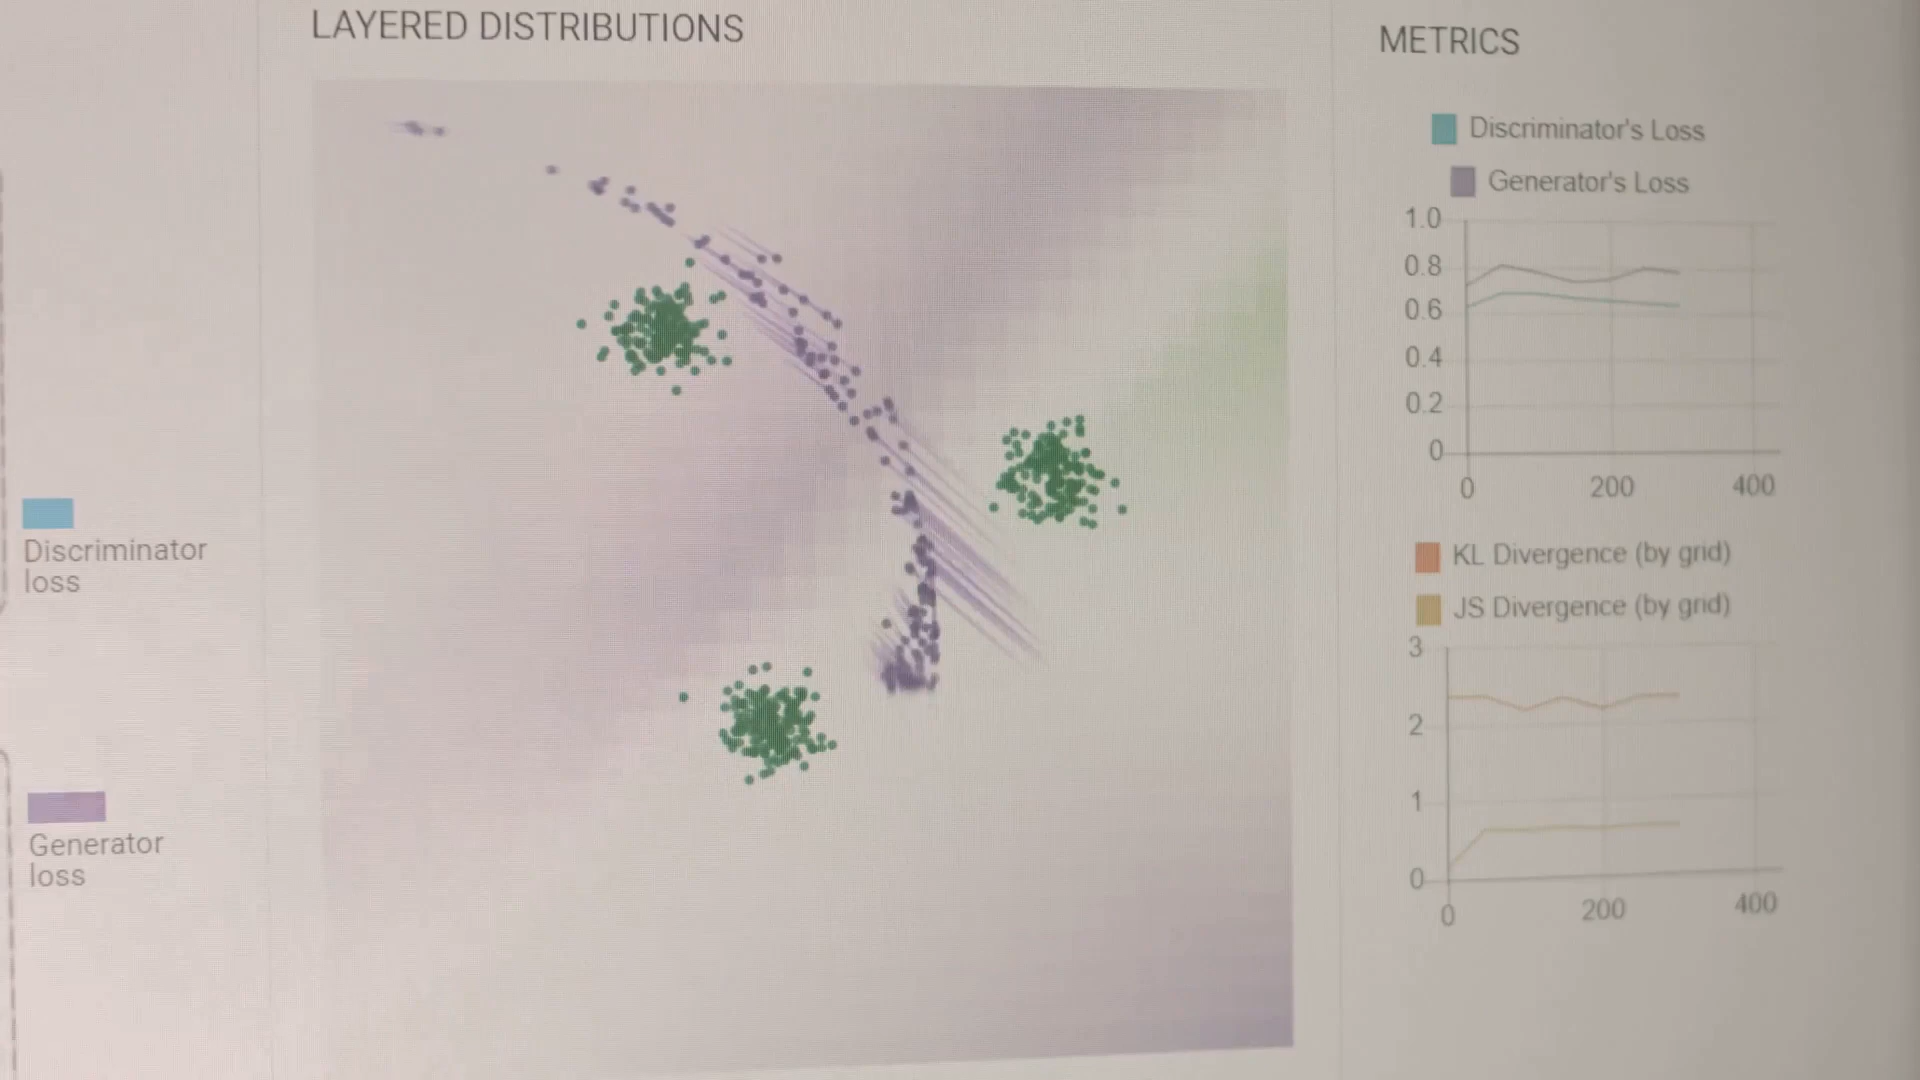 LAYERED DISTRIBUTIONS
Discriminator
loss
Generator
loss
METRICS
Discriminator's Loss
Generator's Loss
1.0
0.8
0.6
0.4
0.2
0
0 200 400
KL Divergence (by grid)
JS Divergence (by grid)
3
2
1
0
0 200 400